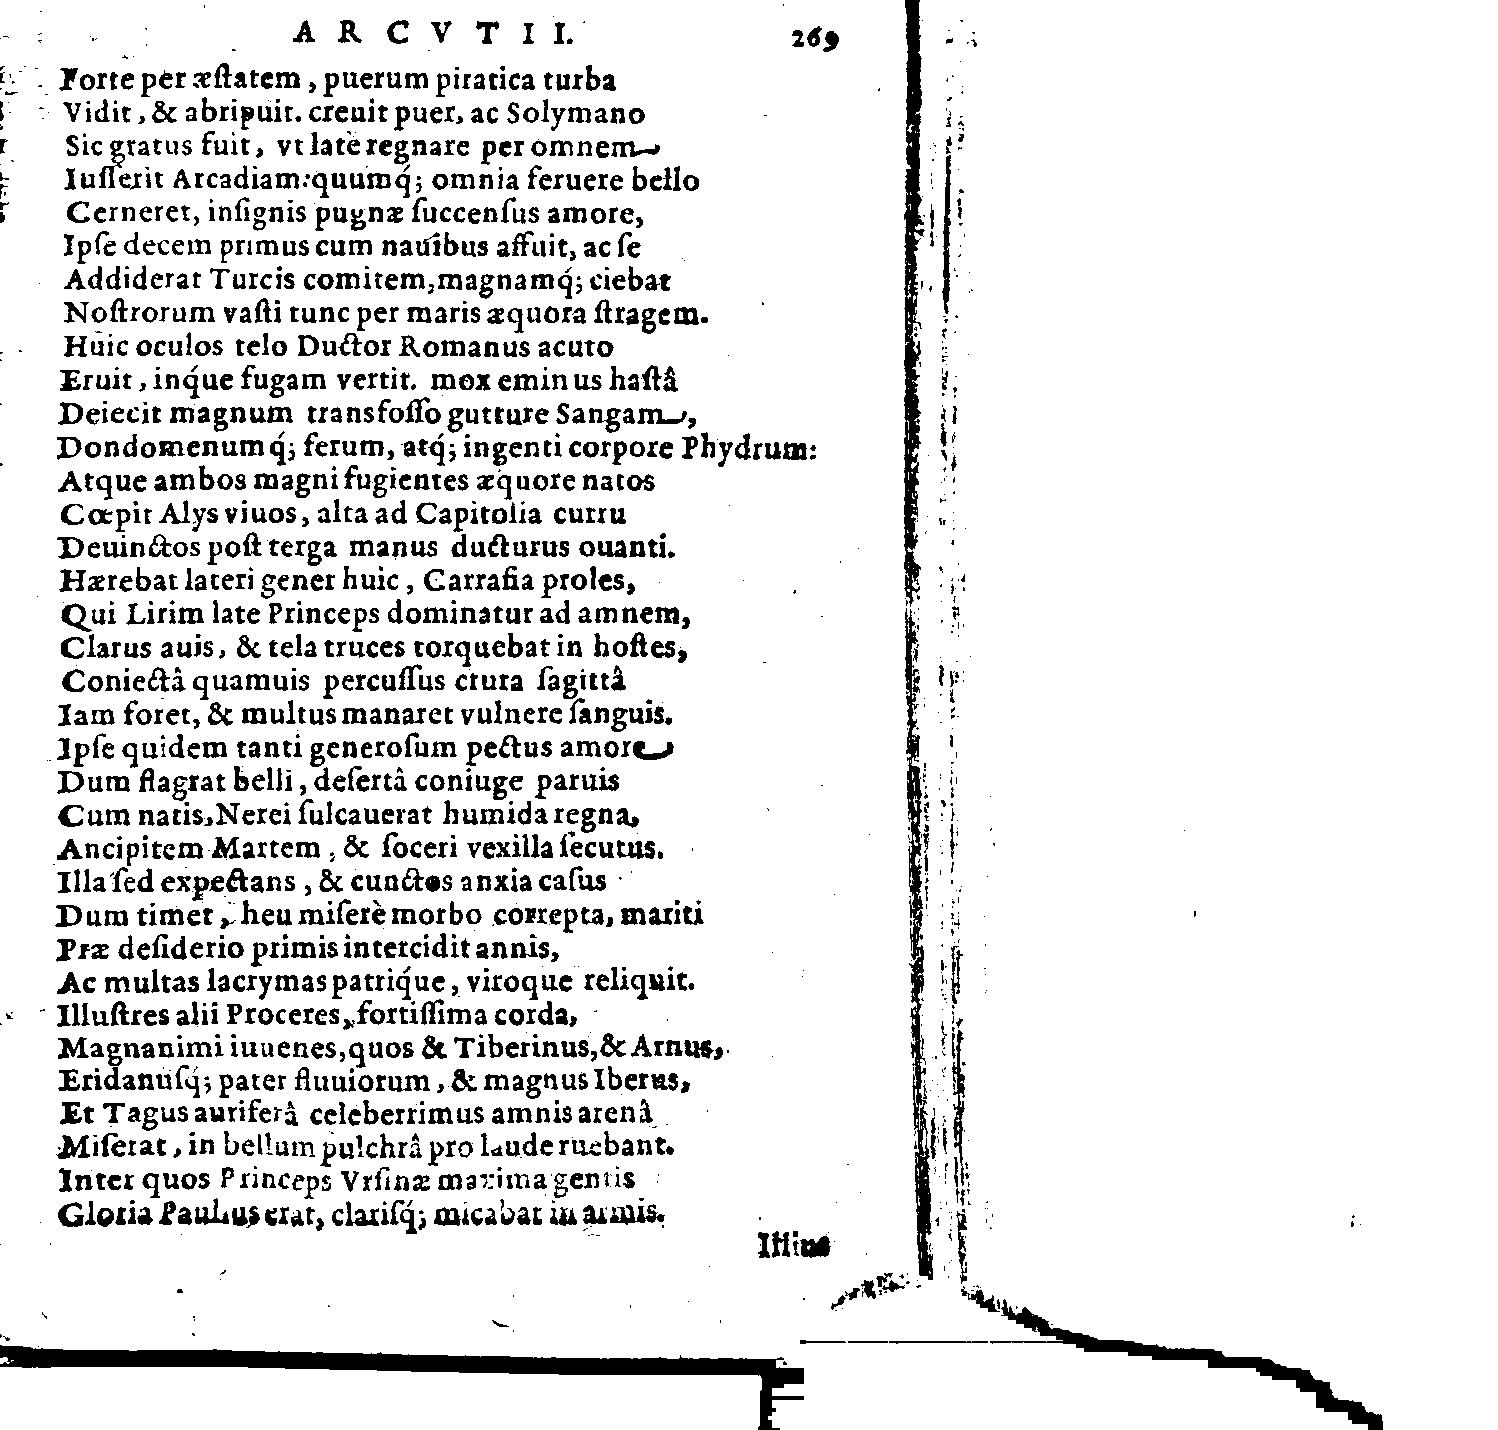 ARCVTII. 269
Forte per æſtatem, puerum piratica turba
Vidit, & abripuit. creuit puer, ac Solymano
Sic gratus fuit, vt latè regnare per omnem
Iuſſerit Arcadiam: quumq́; omnia feruere bello
Cerneret, inſignis pugnæ ſuccenſus amore,
Ipſe decem primus cum nauibus affuit, ac ſe
Addiderat Turcis comitem, magnamq́; ciebat
Noſtrorum vaſti tunc per maris æquora ſtragem.
Huic oculos telo Ductor Romanus acuto
Eruit, inq́ue fugam vertit. mox eminus haſtâ
Deiecit magnum transfoſſo gutture Sangam,
Dondomenumq́; ferum, atq́; ingenti corpore Phydrum:
Atque ambos magni fugientes æquore natos
Cœpit Alys viuos, alta ad Capitolia curru
Deuinctos poſt terga manus ducturus ouanti.
Hærebat lateri gener huic, Carrafia proles,
Qui Lirim late Princeps dominatur ad amnem,
Clarus auis, & tela truces torquebat in hoſtes,
Coniectâ quamuis percuſſus crura ſagittâ
Iam foret, & multus manaret vulnere ſanguis.
Ipſe quidem tanti generoſum pectus amore
Dum flagrat belli, deſertâ coniuge paruis
Cum natis, Nerei ſulcauerat humida regna,
Ancipitem Martem, & ſoceri vexilla ſecutus.
Illa ſed expectans, & cunctos anxia caſus
Dum timet, heu miſerè morbo correpta, mariti
Præ deſiderio primis intercidit annis,
Ac multas lacrymas patriq́ue, viroque reliquit.
Illuſtres alii Proceres, fortiſſima corda,
Magnanimi iuuenes, quos & Tiberinus, & Arnus,
Eridanuſq́; pater fluuiorum, & magnus Iberus,
Et Tagus auriferâ celeberrimus amnis arenâ
Miſerat, in bellum pulchrâ pro laude ruebant.
Inter quos Princeps Vrſinæ maxima gentis
Gloria Paulus erat, clariſq́; micabat in armis.
Illius